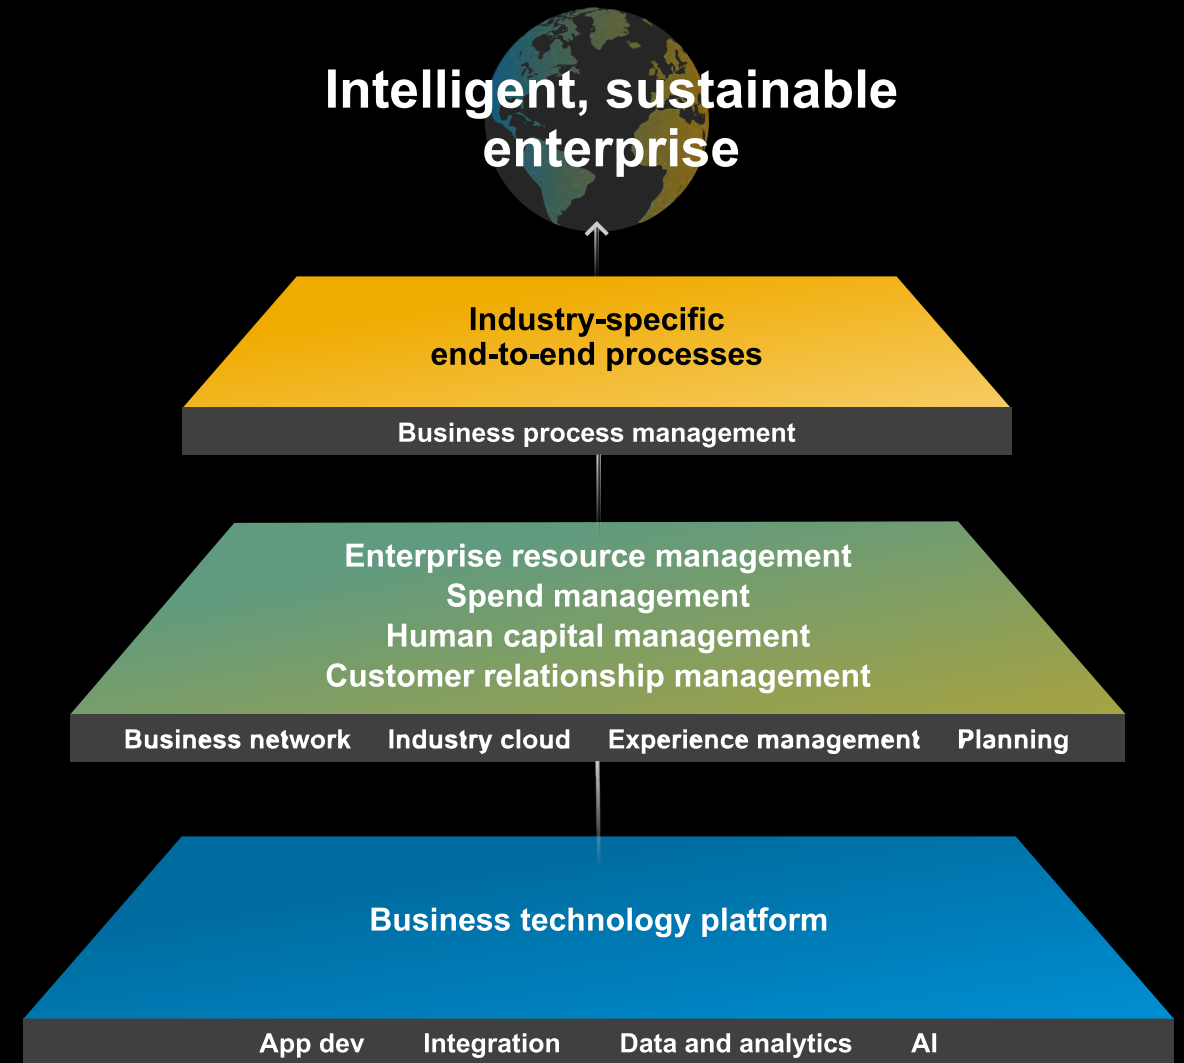 Intelligent, sustainable
enterprise
Industry-specific
end-to-end processes
Business process management
Enterprise resource management
Spend management
Human capital management
Customer relationship management
Business network Industry cloud Experience management Planning
Business technology platform
App dev Integration Data and analytics AI